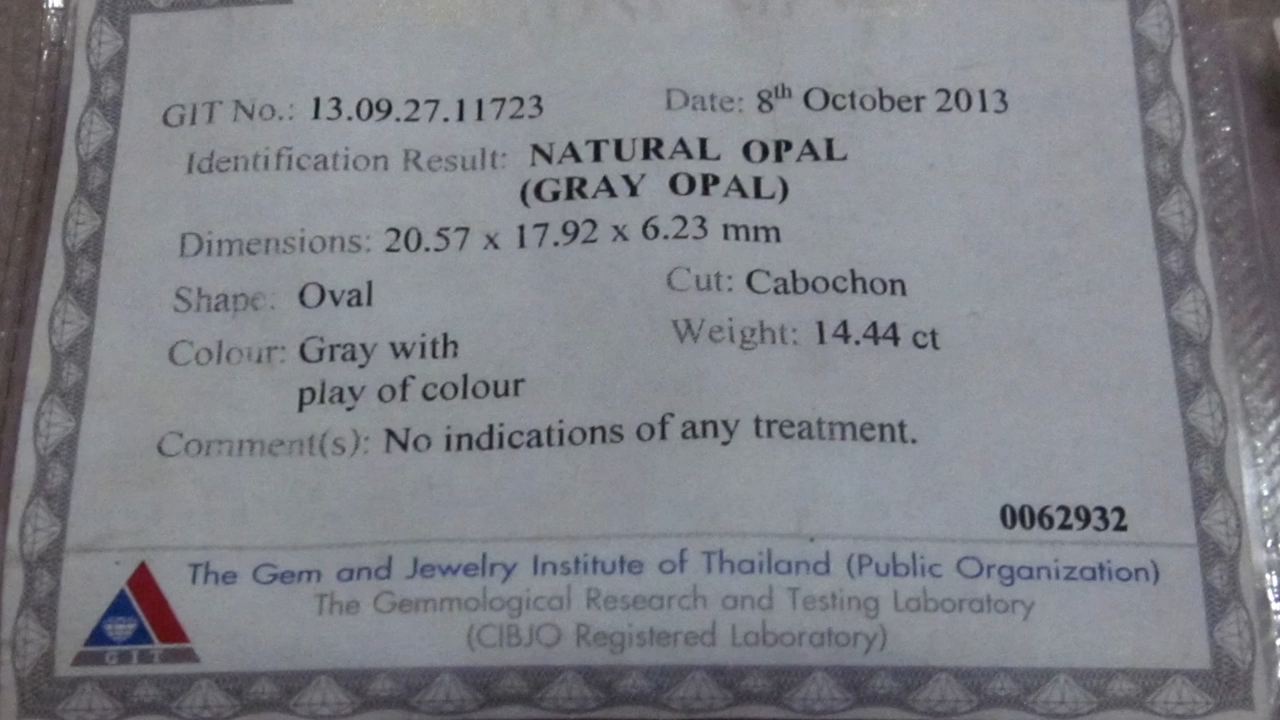 GIT No.: 13.09.27.11723 Date: 8th October 2013
Identification Result: NATURAL OPAL
(GRAY OPAL)
Dimensions: 20.57 x 17.92 x 6.23 mm
Shape: Oval Cut: Cabochon
Colour: Gray with Weight: 14.44 ct
play of colour
Comment(s): No indications of any treatment.
0062932
The Gem and Jewelry Institute of Thailand (Public Organization)
The Gemmological Research and Testing Laboratory
(CIBJO Registered Laboratory)
GIT